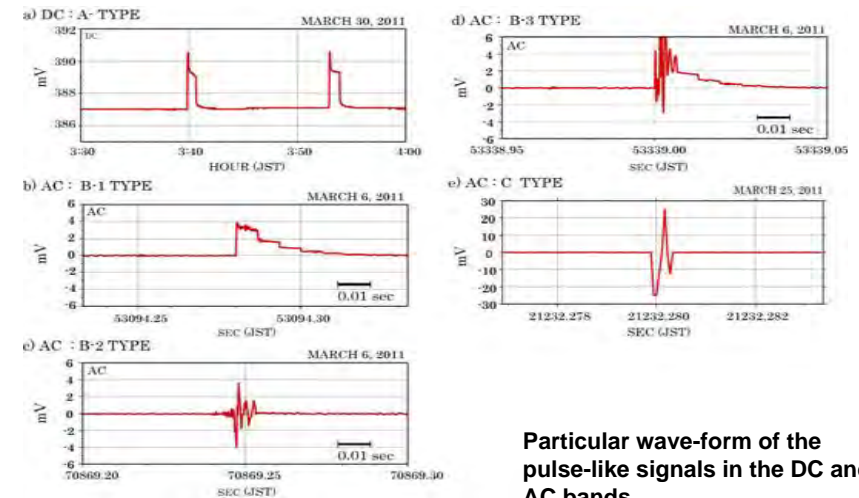 a) DC : A- TYPE
MARCH 30, 2011
392
DC
390
388
386
mV
3:30
3:40
3:50
4:00
HOUR (JST)
b) AC : B-1 TYPE
MARCH 6, 2011
6
AC
4
2
0
-2
-4
-6
mV
0.01 sec
53094.25
53094.30
SEC (JST)
c) AC : B-2 TYPE
MARCH 6, 2011
6
AC
4
2
0
-2
-4
-6
mV
0.01 sec
70869.20
70869.25
70869.30
SEC (JST)
d) AC : B-3 TYPE
MARCH 6, 2011
6
AC
4
2
0
-2
-4
-6
mV
0.01 sec
53338.95
53339.00
53339.05
SEC (JST)
e) AC : C TYPE
MARCH 25, 2011
30
20
10
0
-10
-20
-30
mV
21232.278
21232.280
21232.282
SEC (JST)
Particular wave-form of the
pulse-like signals in the DC and
AC bands